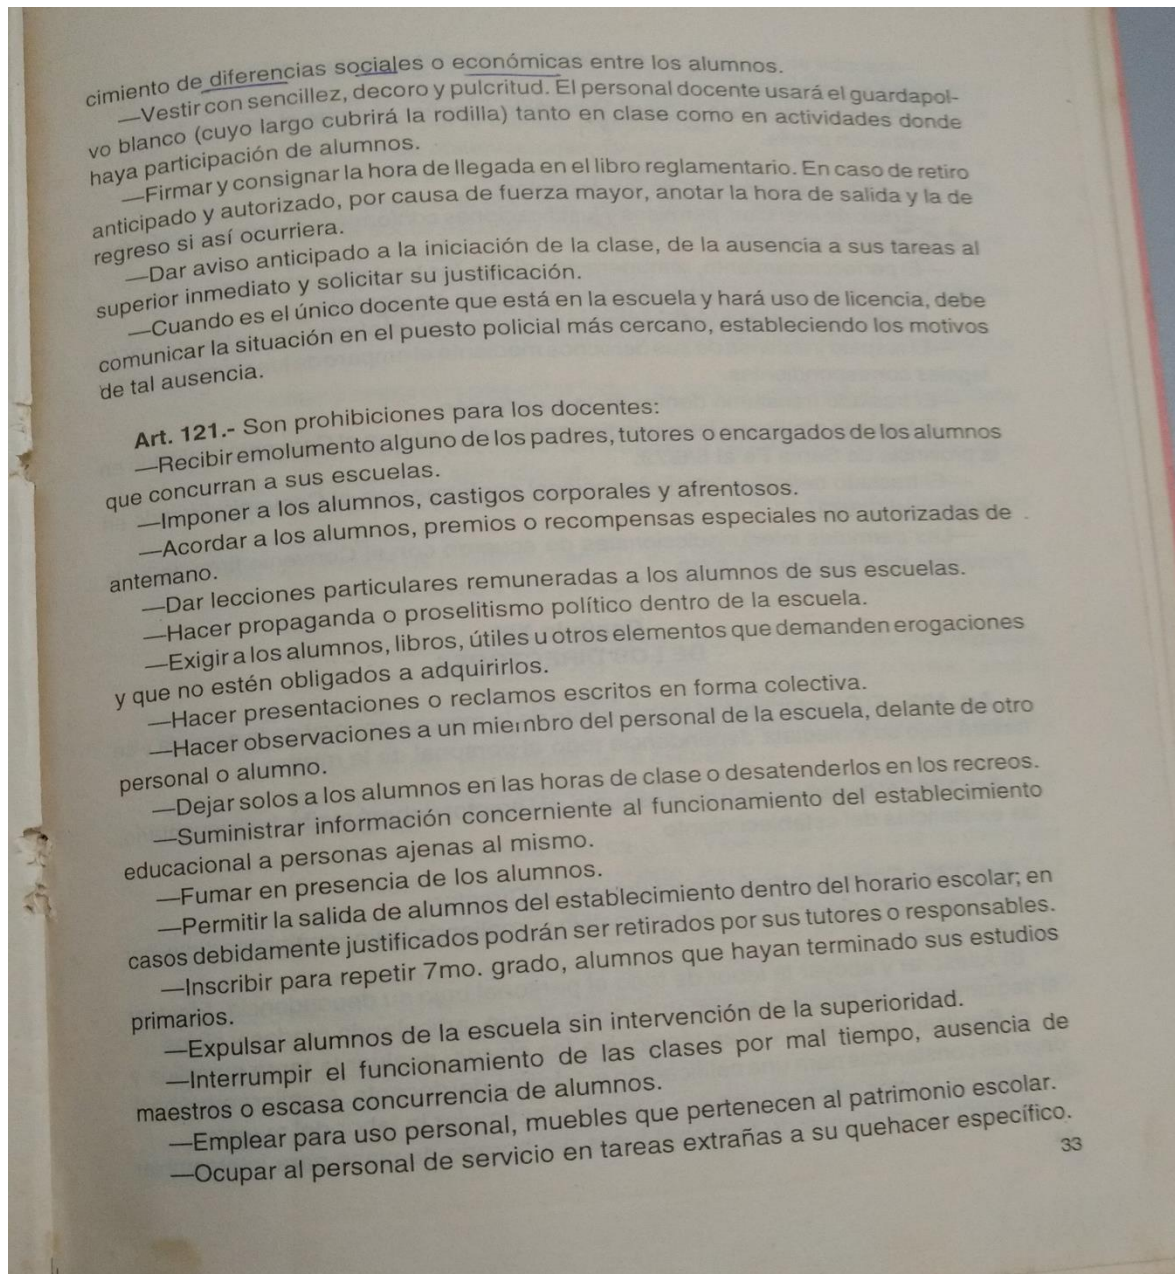 cimiento de diferencias sociales o económicas entre los alumnos.
—Vestir con sencillez, decoro y pulcritud. El personal docente usará el guardapol-
vo blanco (cuyo largo cubrirá la rodilla) tanto en clase como en actividades donde
haya participación de alumnos.
—Firmar y consignar la hora de llegada en el libro reglamentario. En caso de retiro
anticipado y autorizado, por causa de fuerza mayor, anotar la hora de salida y la de
regreso si así ocurriera.
—Dar aviso anticipado a la iniciación de la clase, de la ausencia a sus tareas al
superior inmediato y solicitar su justificación.
—Cuando es el único docente que está en la escuela y hará uso de licencia, debe
comunicar la situación en el puesto policial más cercano, estableciendo los motivos
de tal ausencia.
Art. 121.- Son prohibiciones para los docentes:
—Recibir emolumento alguno de los padres, tutores o encargados de los alumnos
que concurran a sus escuelas.
—Imponer a los alumnos, castigos corporales y afrentosos.
—Acordar a los alumnos, premios o recompensas especiales no autorizadas de
antemano.
—Dar lecciones particulares remuneradas a los alumnos de sus escuelas.
—Hacer propaganda o proselitismo político dentro de la escuela.
—Exigir a los alumnos, libros, útiles u otros elementos que demanden erogaciones
y que no estén obligados a adquirirlos.
—Hacer presentaciones o reclamos escritos en forma colectiva.
—Hacer observaciones a un miembro del personal de la escuela, delante de otro
personal o alumno.
—Dejar solos a los alumnos en las horas de clase o desatenderlos en los recreos.
—Suministrar información concerniente al funcionamiento del establecimiento
educacional a personas ajenas al mismo.
—Fumar en presencia de los alumnos.
—Permitir la salida de alumnos del establecimiento dentro del horario escolar; en
casos debidamente justificados podrán ser retirados por sus tutores o responsables.
—Inscribir para repetir 7mo. grado, alumnos que hayan terminado sus estudios
primarios.
—Expulsar alumnos de la escuela sin intervención de la superioridad.
—Interrumpir el funcionamiento de las clases por mal tiempo, ausencia de
maestros o escasa concurrencia de alumnos.
—Emplear para uso personal, muebles que pertenecen al patrimonio escolar.
—Ocupar al personal de servicio en tareas extrañas a su quehacer específico.
33